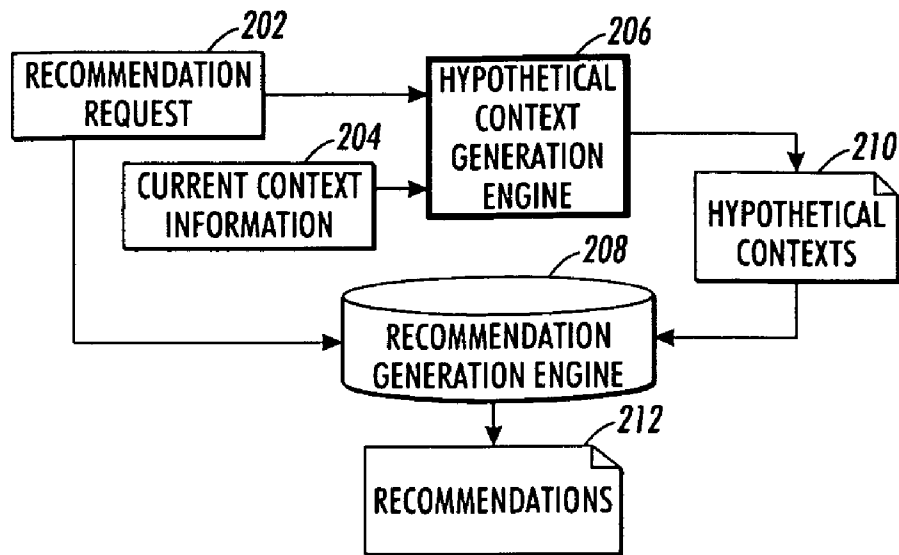 202
RECOMMENDATION
REQUEST
204
CURRENT CONTEXT
INFORMATION
206
HYPOTHETICAL
CONTEXT
GENERATION
ENGINE
210
HYPOTHETICAL
CONTEXTS
208
RECOMMENDATION
GENERATION ENGINE
212
RECOMMENDATIONS